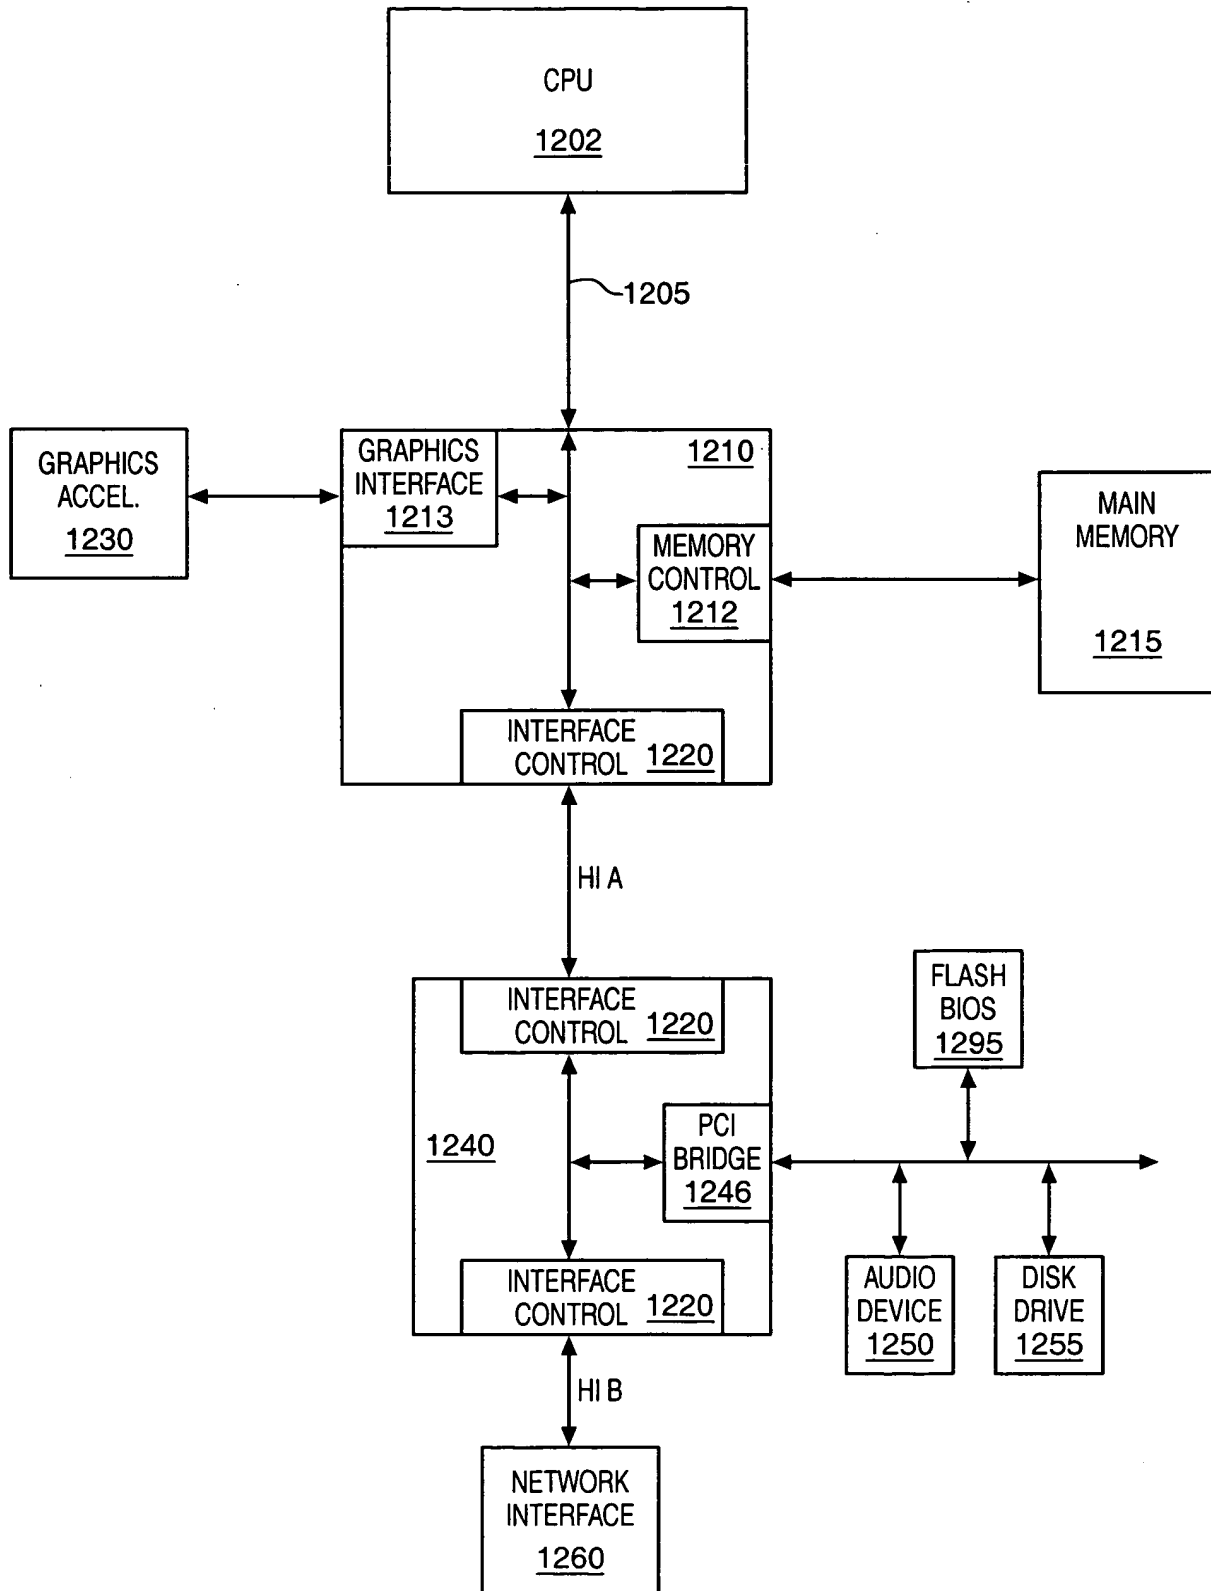 CPU
1202
1205
GRAPHICS
ACCEL.
1230
GRAPHICS
INTERFACE
1213
1210
MEMORY
CONTROL
1212
MAIN
MEMORY
1215
INTERFACE
CONTROL 1220
HI A
INTERFACE
CONTROL 1220
FLASH
BIOS
1295
1240
PCI
BRIDGE
1246
INTERFACE
CONTROL 1220
AUDIO
DEVICE
1250
DISK
DRIVE
1255
HI B
NETWORK
INTERFACE
1260